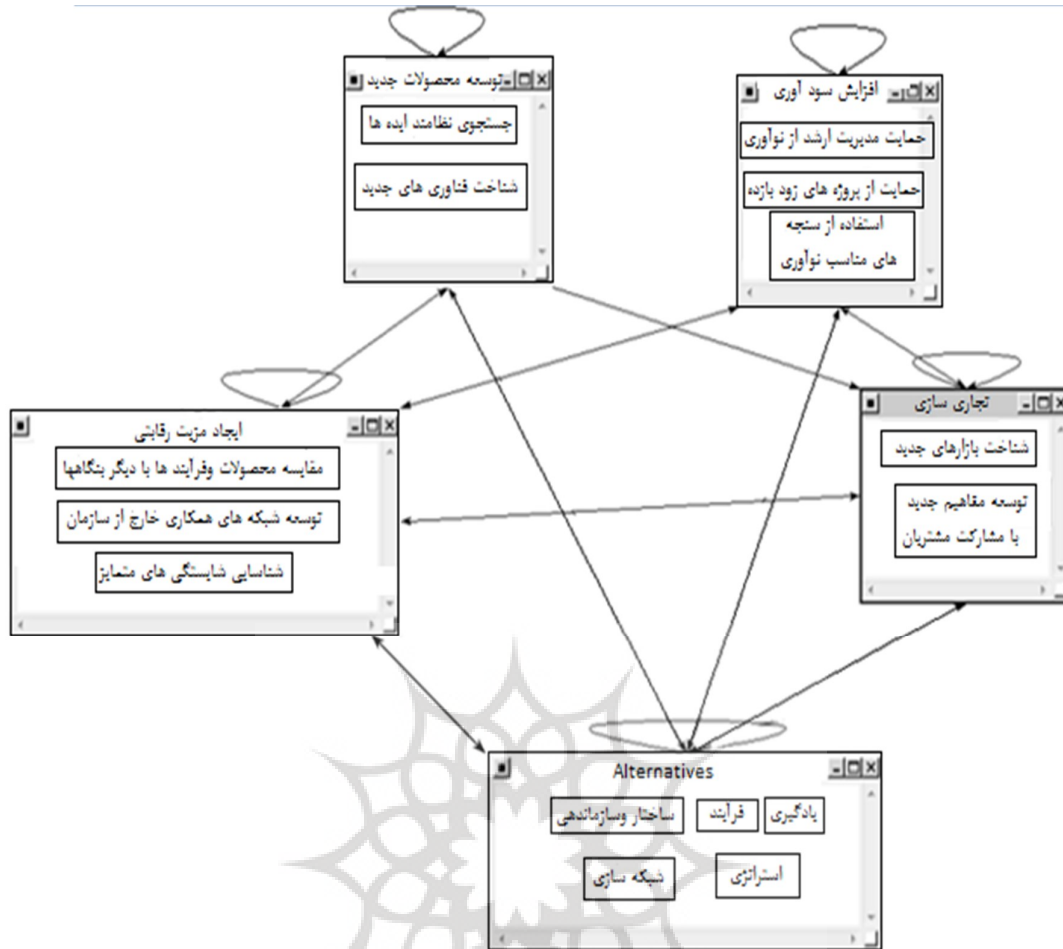 توسعه محصولات جدید
جستجوی نظامتد ایده ها
شناخت فناوری های جدید
افزایش سود آوری
حمایت مدیریت ارشد از نوآوری
حمایت از پروژه های زود بازده
استفاده از سنجه
های مناسب نوآوری
ایجاد مزیت رقابتی
مقایسه محصولات وفرآیند ها با دیگر بنگاهها
توسعه شبکه های همکاری خارج از سازمان
شناسایی شایستگی های متمایز
تجاری سازی
شناخت بازارهای جدید
توسعه مفاهیم جدید
با مشارکت مشتریان
Alternatives
یادگیری
فرآیند
ساختار وسازماندهی
استراتژی
شبکه سازی